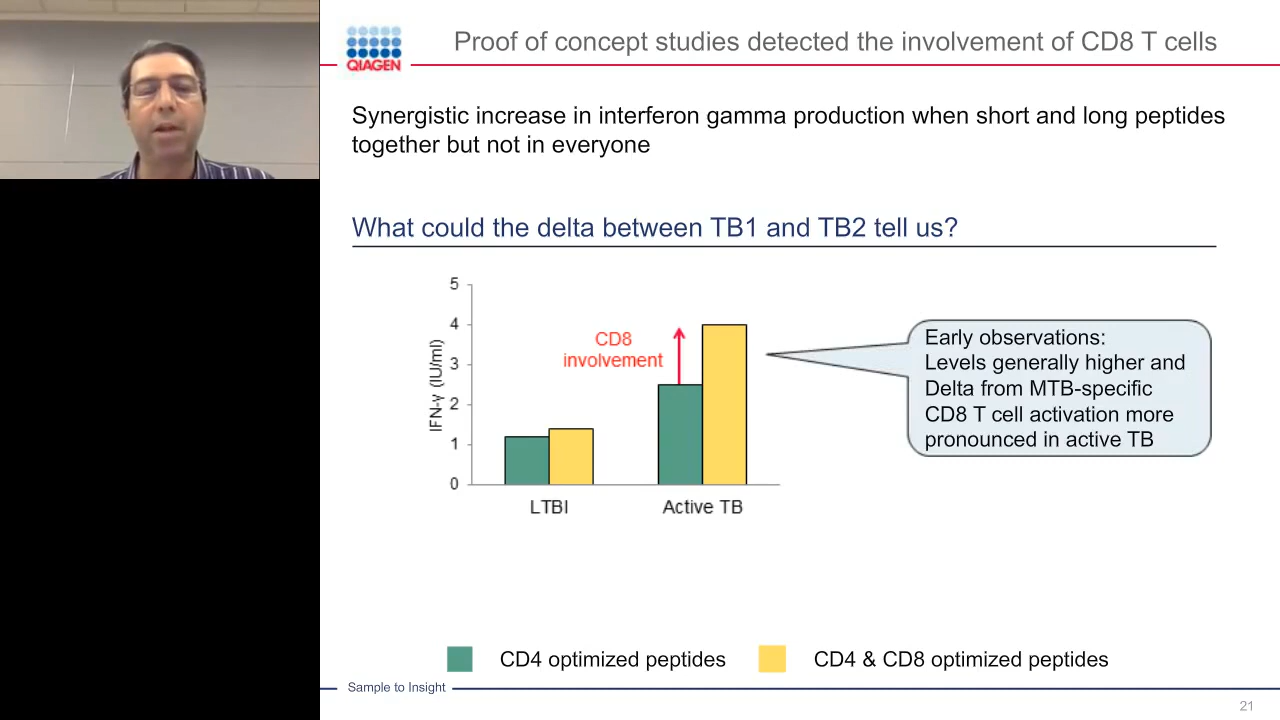 QIAGEN
Proof of concept studies detected the involvement of CD8 T cells
Synergistic increase in interferon gamma production when short and long peptides
together but not in everyone
What could the delta between TB1 and TB2 tell us?
5
4
3
2
1
0
IFN-γ (IU/ml)
CD8
involvement
LTBI
Active TB
Early observations:
Levels generally higher and
Delta from MTB-specific
CD8 T cell activation more
pronounced in active TB
CD4 optimized peptides
CD4 & CD8 optimized peptides
Sample to Insight
21